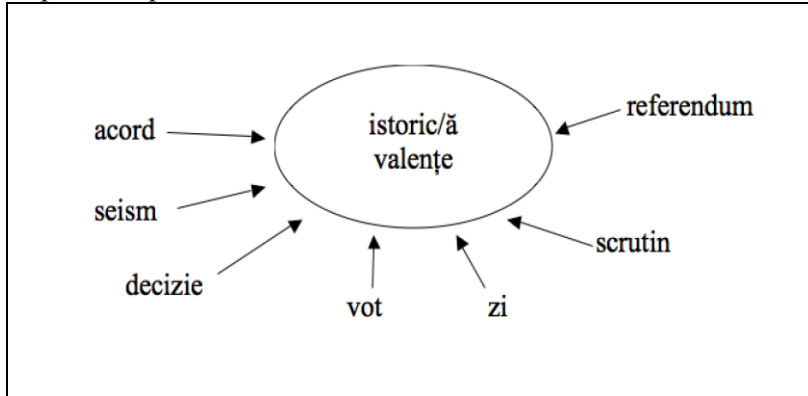 istoric/ă
valențe
acord
seism
decizie
vot
zi
scrutin
referendum